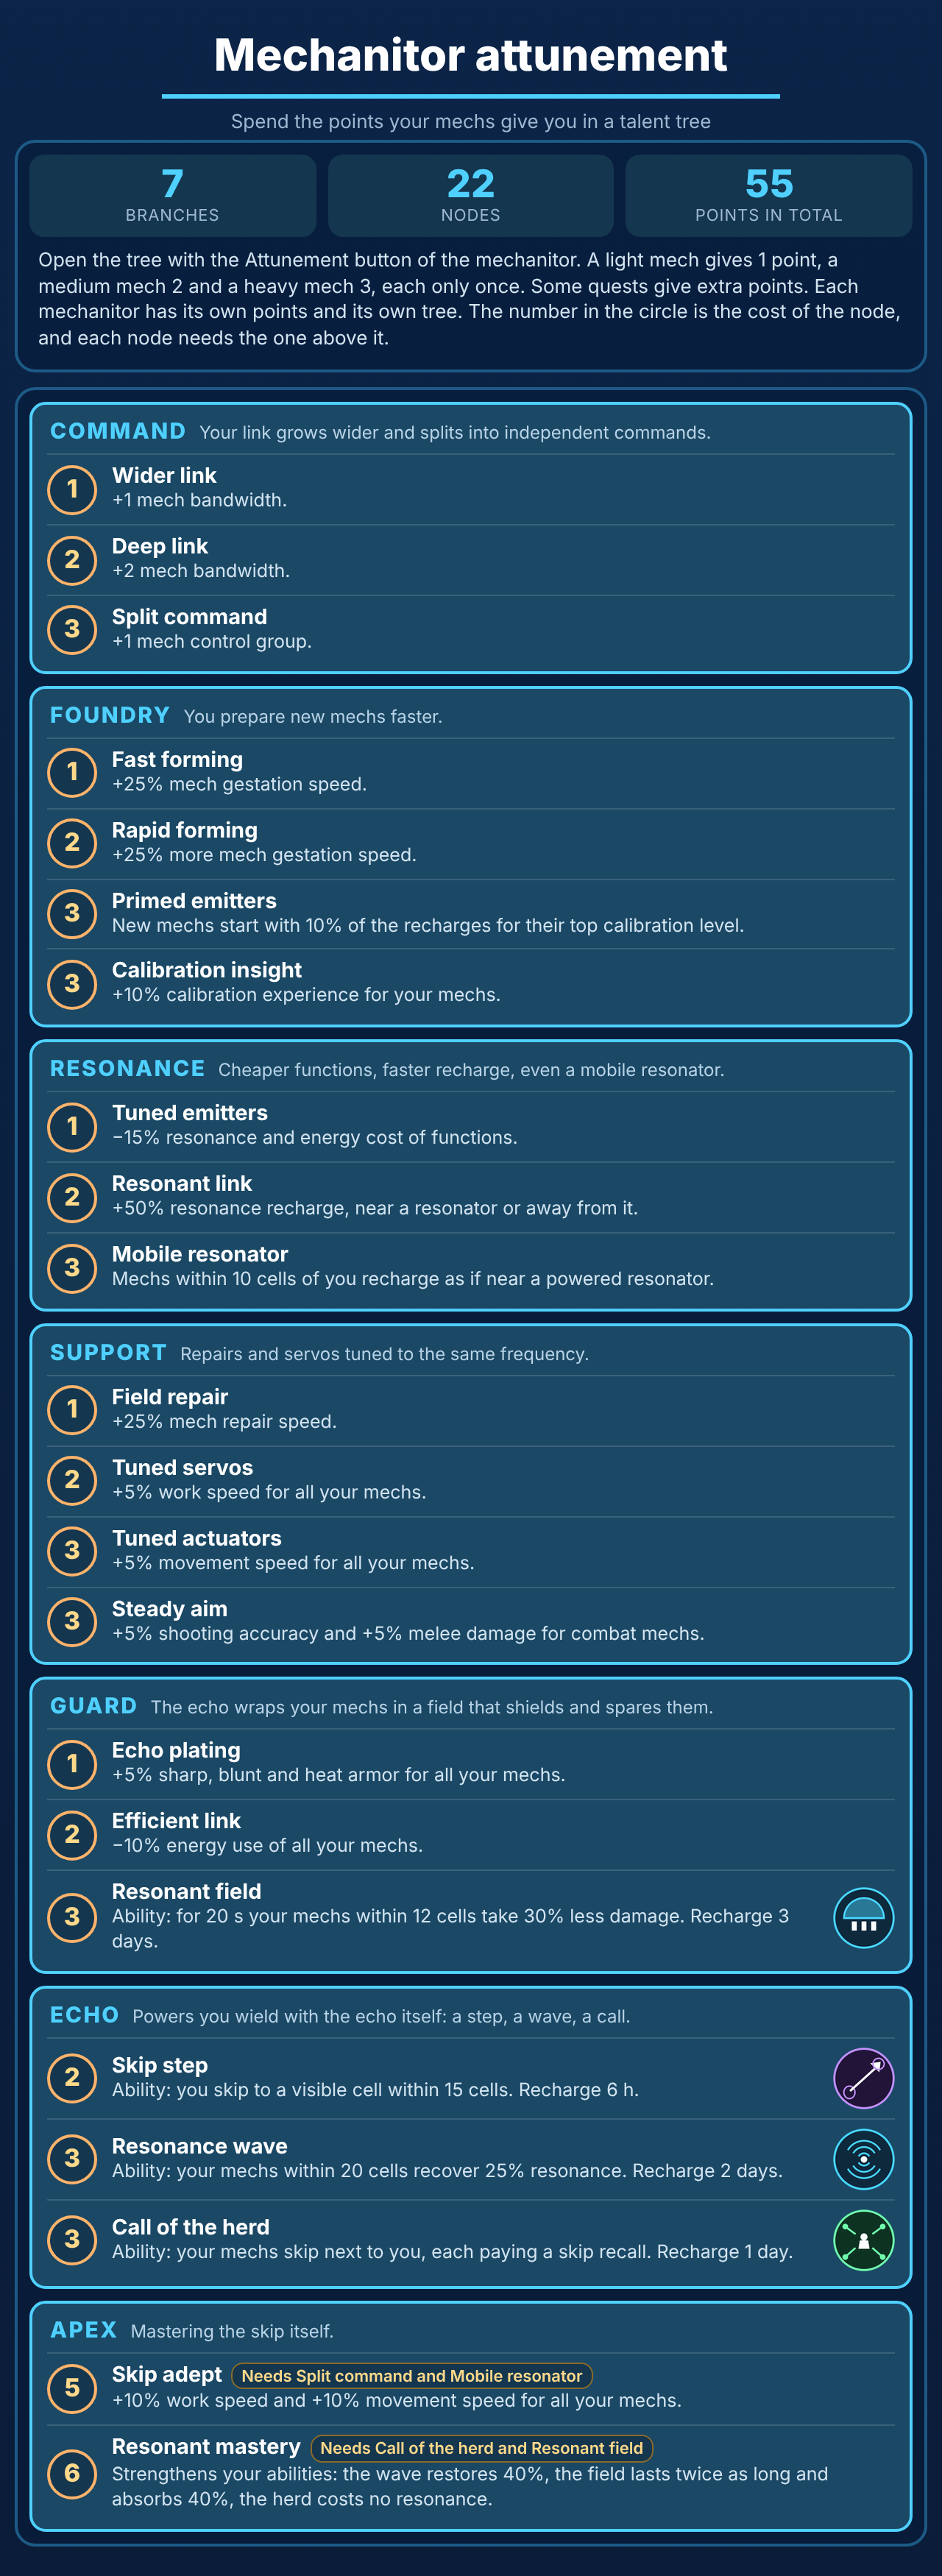 Mechanitor attunement
Spend the points your mechs give you in a talent tree
7
BRANCHES
22
NODES
55
POINTS IN TOTAL
Open the tree with the Attunement button of the mechanitor. A light mech gives 1 point, a
medium mech 2 and a heavy mech 3, each only once. Some quests give extra points. Each
mechanitor has its own points and its own tree. The number in the circle is the cost of the node,
and each node needs the one above it.
COMMAND Your link grows wider and splits into independent commands.
1
Wider link
+1 mech bandwidth.
2
Deep link
+2 mech bandwidth.
3
Split command
+1 mech control group.
FOUNDRY You prepare new mechs faster.
1
Fast forming
+25% mech gestation speed.
2
Rapid forming
+25% more mech gestation speed.
3
Primed emitters
New mechs start with 10% of the recharges for their top calibration level.
3
Calibration insight
+10% calibration experience for your mechs.
RESONANCE Cheaper functions, faster recharge, even a mobile resonator.
1
Tuned emitters
−15% resonance and energy cost of functions.
2
Resonant link
+50% resonance recharge, near a resonator or away from it.
3
Mobile resonator
Mechs within 10 cells of you recharge as if near a powered resonator.
SUPPORT Repairs and servos tuned to the same frequency.
1
Field repair
+25% mech repair speed.
2
Tuned servos
+5% work speed for all your mechs.
3
Tuned actuators
+5% movement speed for all your mechs.
3
Steady aim
+5% shooting accuracy and +5% melee damage for combat mechs.
GUARD The echo wraps your mechs in a field that shields and spares them.
1
Echo plating
+5% sharp, blunt and heat armor for all your mechs.
2
Efficient link
−10% energy use of all your mechs.
3
Resonant field
Ability: for 20 s your mechs within 12 cells take 30% less damage. Recharge 3
days.
ECHO Powers you wield with the echo itself: a step, a wave, a call.
2
Skip step
Ability: you skip to a visible cell within 15 cells. Recharge 6 h.
3
Resonance wave
Ability: your mechs within 20 cells recover 25% resonance. Recharge 2 days.
3
Call of the herd
Ability: your mechs skip next to you, each paying a skip recall. Recharge 1 day.
APEX Mastering the skip itself.
5
Skip adept Needs Split command and Mobile resonator
+10% work speed and +10% movement speed for all your mechs.
6
Resonant mastery Needs Call of the herd and Resonant field
Strengthens your abilities: the wave restores 40%, the field lasts twice as long and
absorbs 40%, the herd costs no resonance.